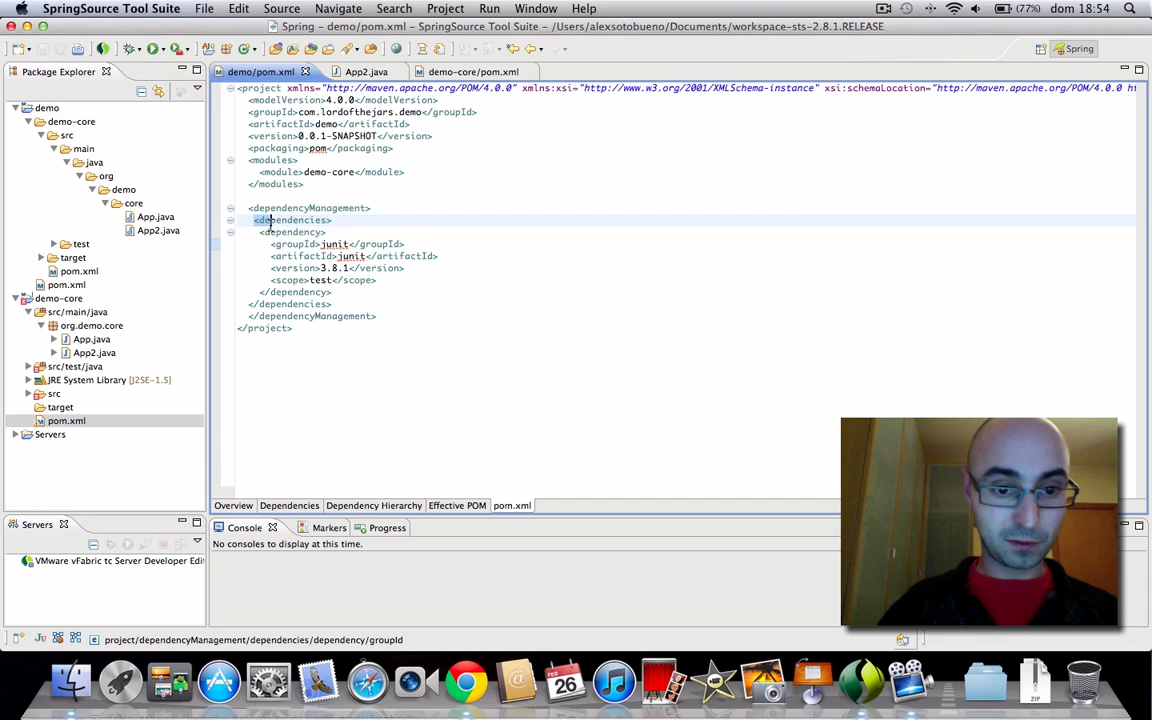 SpringSource Tool Suite File Edit Source Navigate Search Project Run Window Help (77%) dom 18:54
Spring – demo/pom.xml – SpringSource Tool Suite – /Users/alexsotobueno/Documents/workspace-sts-2.8.1.RELEASE
Spring
Package Explorer
demo
demo-core
src
main
java
org
demo
core
App.java
App2.java
test
target
pom.xml
pom.xml
demo-core
src/main/java
org.demo.core
App.java
App2.java
src/test/java
JRE System Library [J2SE-1.5]
src
target
pom.xml
Servers
demo/pom.xml App2.java demo-core/pom.xml
<project xmlns="http://maven.apache.org/POM/4.0.0" xmlns:xsi="http://www.w3.org/2001/XMLSchema-instance" xsi:schemaLocation="http://maven.apache.org/POM/4.0.0 ht
<modelVersion>4.0.0</modelVersion>
<groupId>com.lordofthejars.demo</groupId>
<artifactId>demo</artifactId>
<version>0.0.1-SNAPSHOT</version>
<packaging>pom</packaging>
<modules>
<module>demo-core</module>
</modules>
<dependencyManagement>
<dependencies>
<dependency>
<groupId>junit</groupId>
<artifactId>junit</artifactId>
<version>3.8.1</version>
<scope>test</scope>
</dependency>
</dependencies>
</dependencyManagement>
</project>
Overview Dependencies Dependency Hierarchy Effective POM pom.xml
Servers
VMware vFabric tc Server Developer Edit
Console Markers Progress
No consoles to display at this time.
project/dependencyManagement/dependencies/dependency/groupId
FEB
26
ZIP